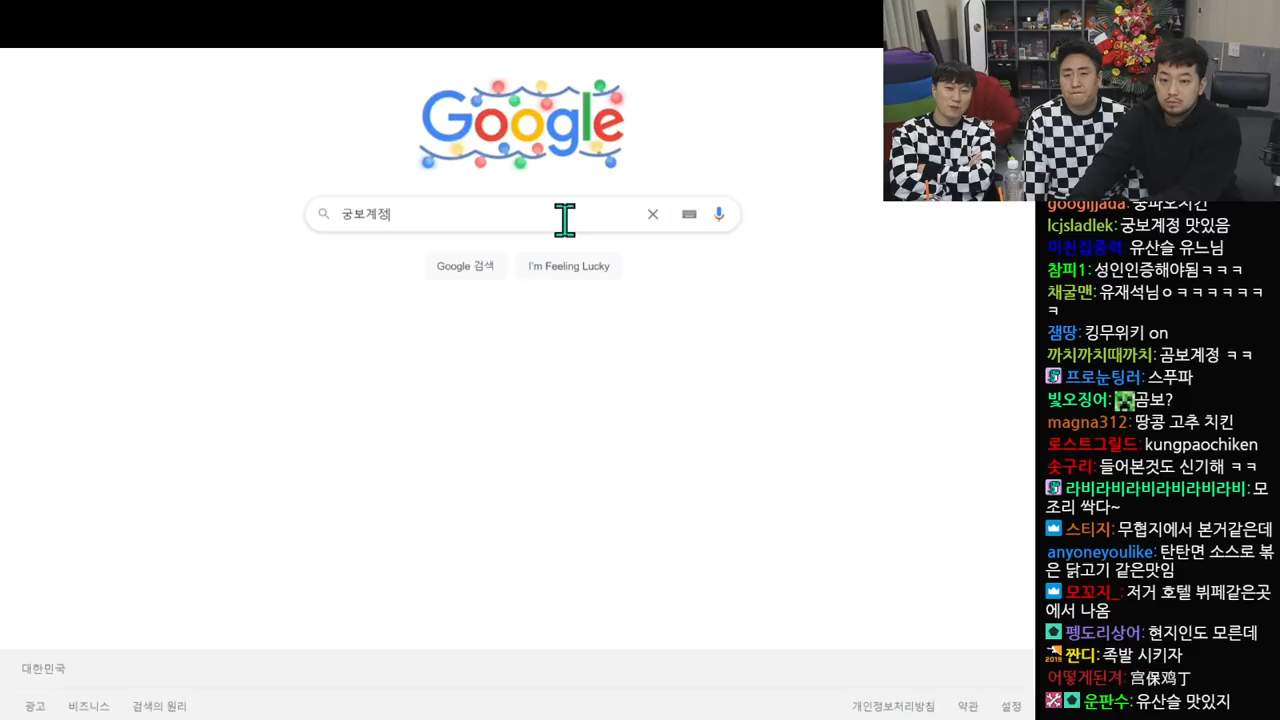 Google
궁보계정
Google 검색
I'm Feeling Lucky
대한민국
광고
비즈니스
검색의 원리
개인정보처리방침
약관
설정
googijjada: 쿵파오치킨
lcjsladlek: 궁보계정 맛있음
미친집중력 유산슬 유느님
참피1: 성인인증해야됨ㅋㅋㅋ
채굴맨: 유재석님ㅇㅋㅋㅋㅋㅋㅋ
ㅋ
잼땅: 킹무위키 on
까치까치때까치: 곰보계정 ㅋㅋ
프로눈팅러: 스푸파
빛오징어: 곰보?
magna312: 땅콩 고추 치킨
로스트그릴드: kungpaochiken
솟구리: 들어본것도 신기해 ㅋㅋ
라비라비라비라비라비라비: 모
조리 싹다~
스티지: 무협지에서 본거같은데
anyoneyoulike: 탄탄면 소스로 볶
은 닭고기 같은맛임
모꼬지_: 저거 호텔 뷔페같은곳
에서 나옴
펭도리상어: 현지인도 모른데
2019 짠디: 족발 시키자
어떻게된겨: 宫保鸡丁
운판수: 유산슬 맛있지